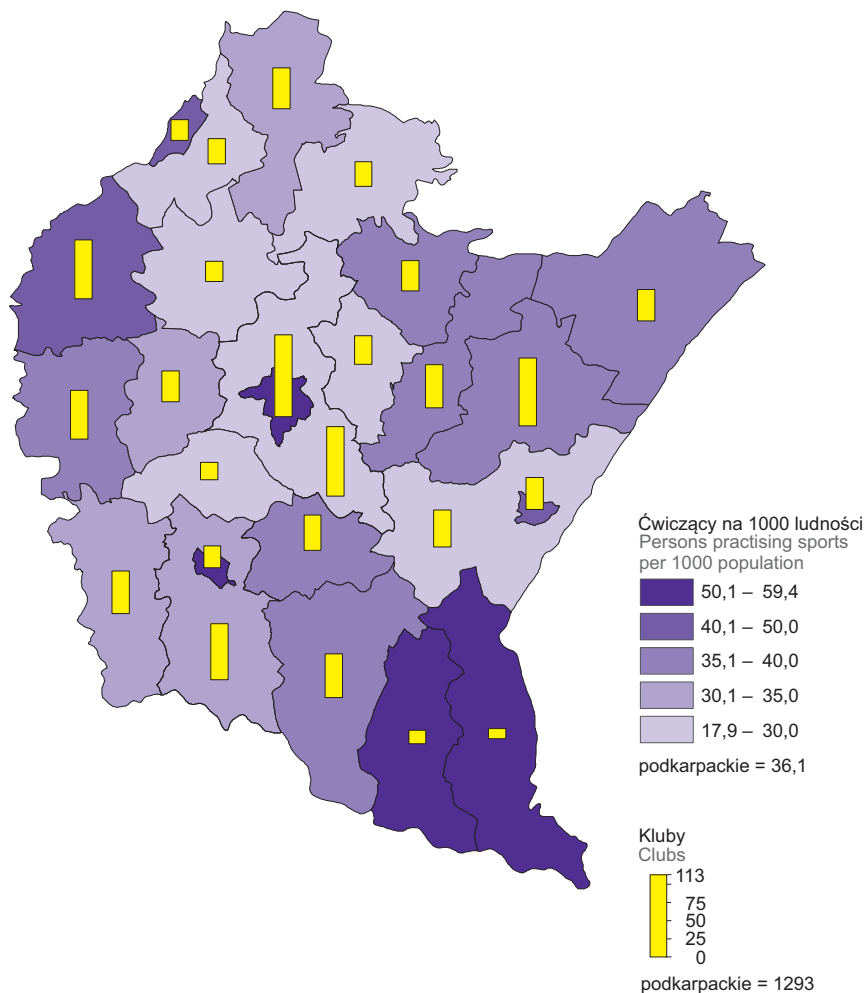 Ćwiczący na 1000 ludności
Persons practising sports
per 1000 population
50,1 – 59,4
40,1 – 50,0
35,1 – 40,0
30,1 – 35,0
17,9 – 30,0
podkarpackie = 36,1
Kluby
Clubs
113
75
50
25
0
podkarpackie = 1293